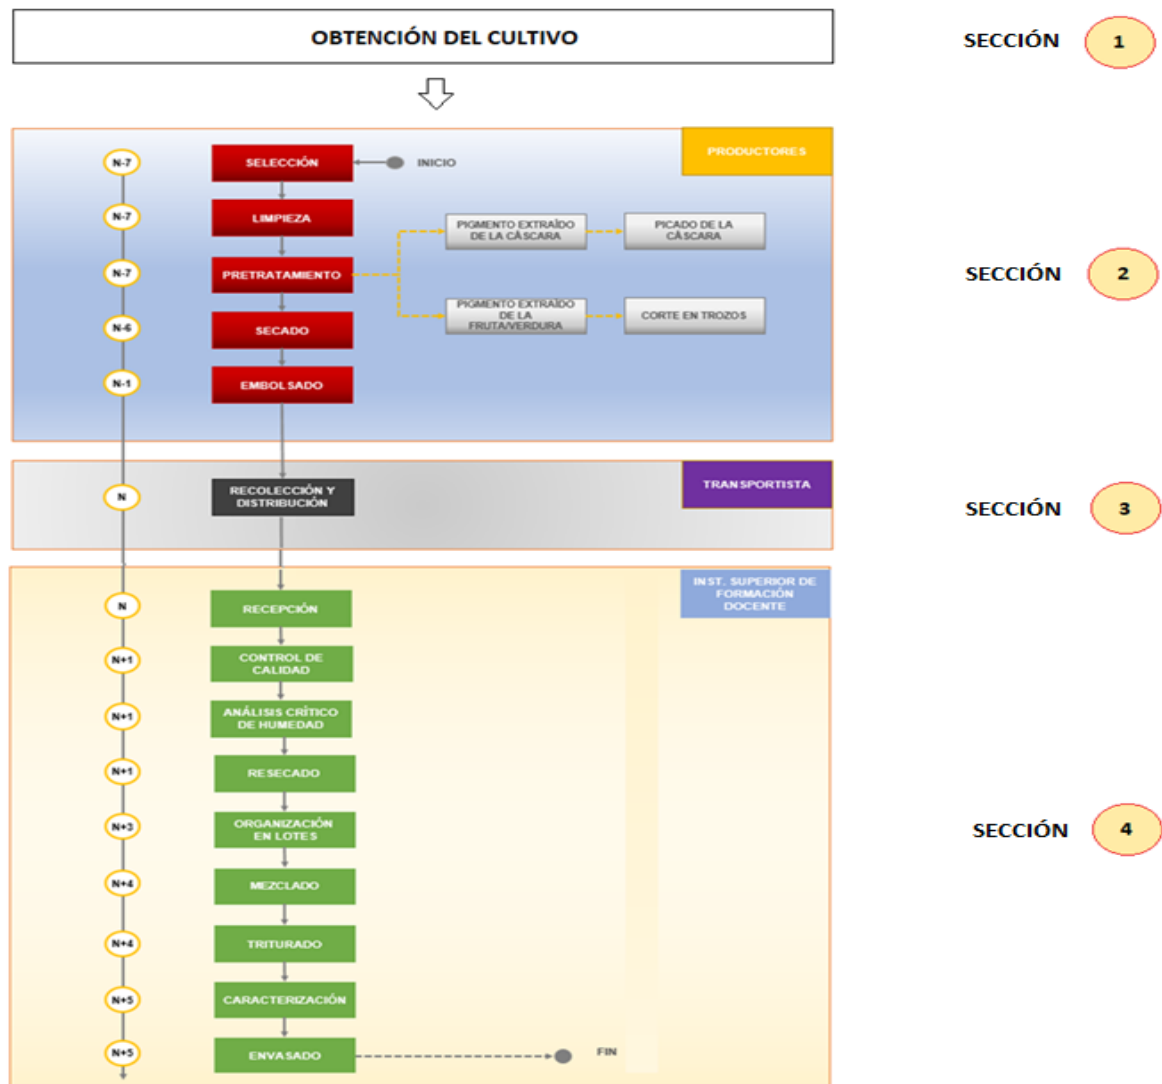 OBTENCIÓN DEL CULTIVO
SECCIÓN 1
PRODUCTORES
N-7
SELECCIÓN
INICIO
N-7
LIMPIEZA
PIGMENTO EXTRAÍDO
DE LA CÁSCARA
PICADO DE LA
CÁSCARA
N-7
PRETRATAMIENTO
SECCIÓN 2
PIGMENTO EXTRAÍDO
DE LA
FRUTA/VERDURA
CORTE EN TROZOS
N-6
SECADO
N-1
EMBOLSADO
TRANSPORTISTA
N
RECOLECCIÓN Y
DISTRIBUCIÓN
SECCIÓN 3
INST. SUPERIOR DE
FORMACIÓN
DOCENTE
N
RECEPCIÓN
N+1
CONTROL DE
CALIDAD
N+1
ANÁLISIS CRÍTICO
DE HUMEDAD
N+1
RESECADO
N+3
ORGANIZACIÓN
EN LOTES
SECCIÓN 4
N+4
MEZCLADO
N+4
TRITURADO
N+5
CARACTERIZACIÓN
N+5
ENVASADO
FIN